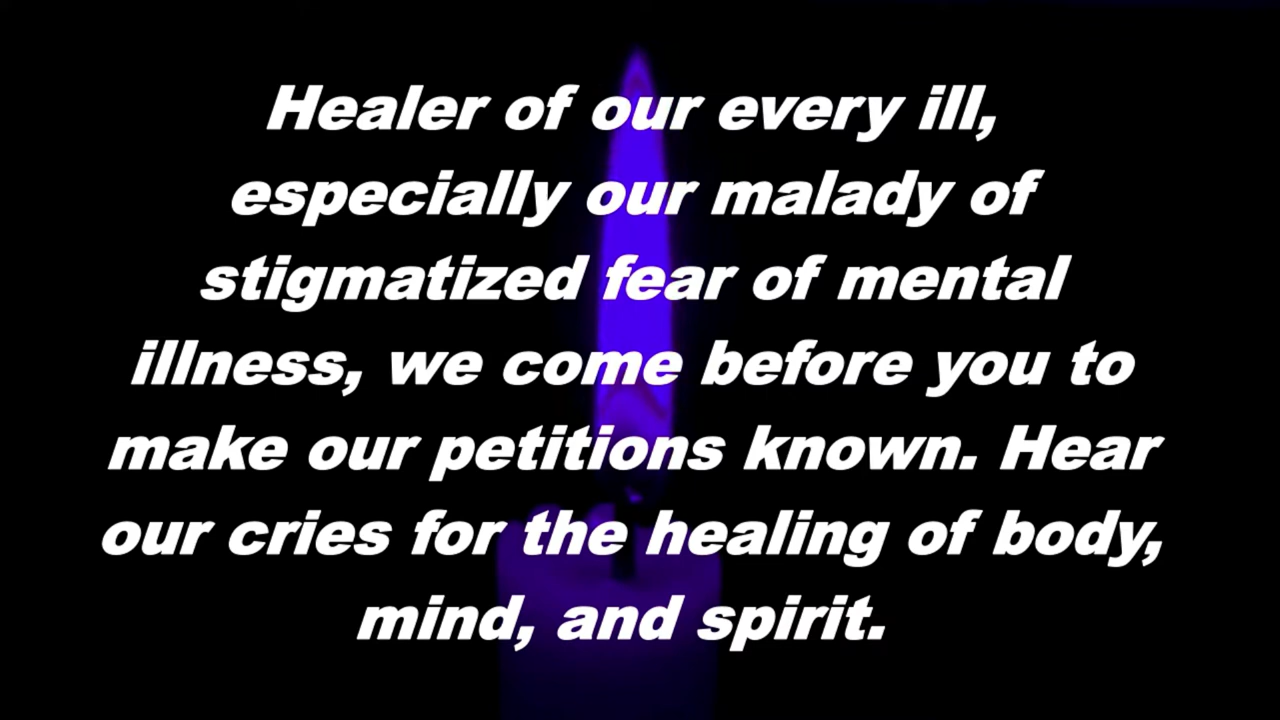 Healer of our every ill,
especially our malady of
stigmatized fear of mental
illness, we come before you to
make our petitions known. Hear
our cries for the healing of body,
mind, and spirit.